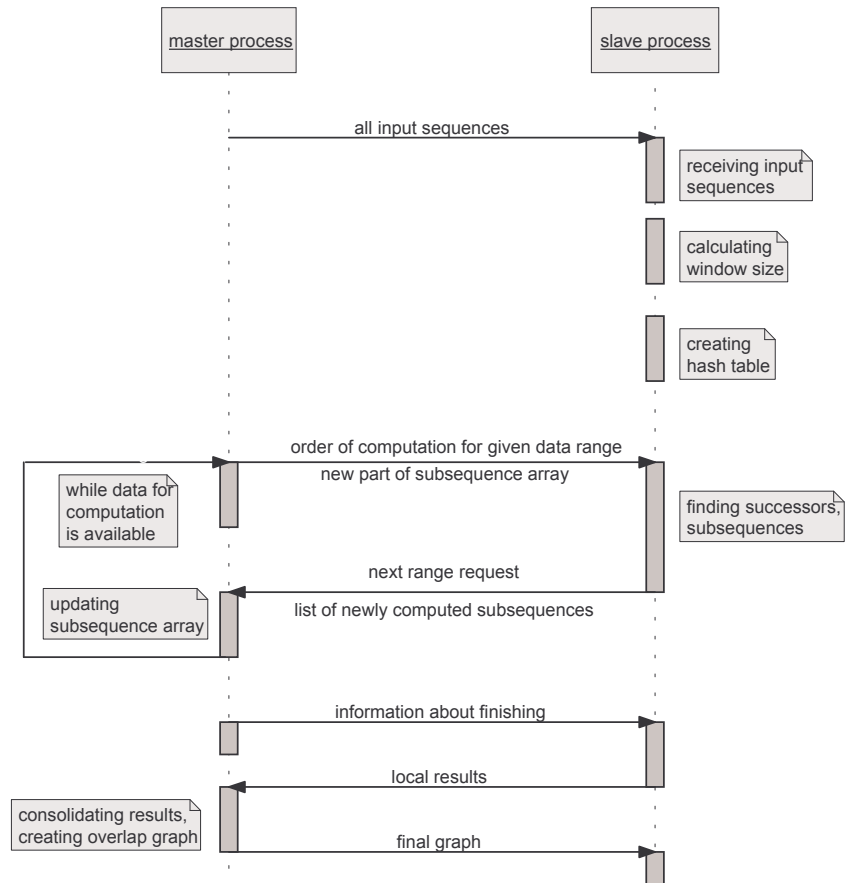 master process
slave process
all input sequences
receiving input
sequences
calculating
window size
creating
hash table
order of computation for given data range
new part of subsequence array
while data for
computation
is available
finding successors,
subsequences
next range request
list of newly computed subsequences
updating
subsequence array
information about finishing
local results
consolidating results,
creating overlap graph
final graph